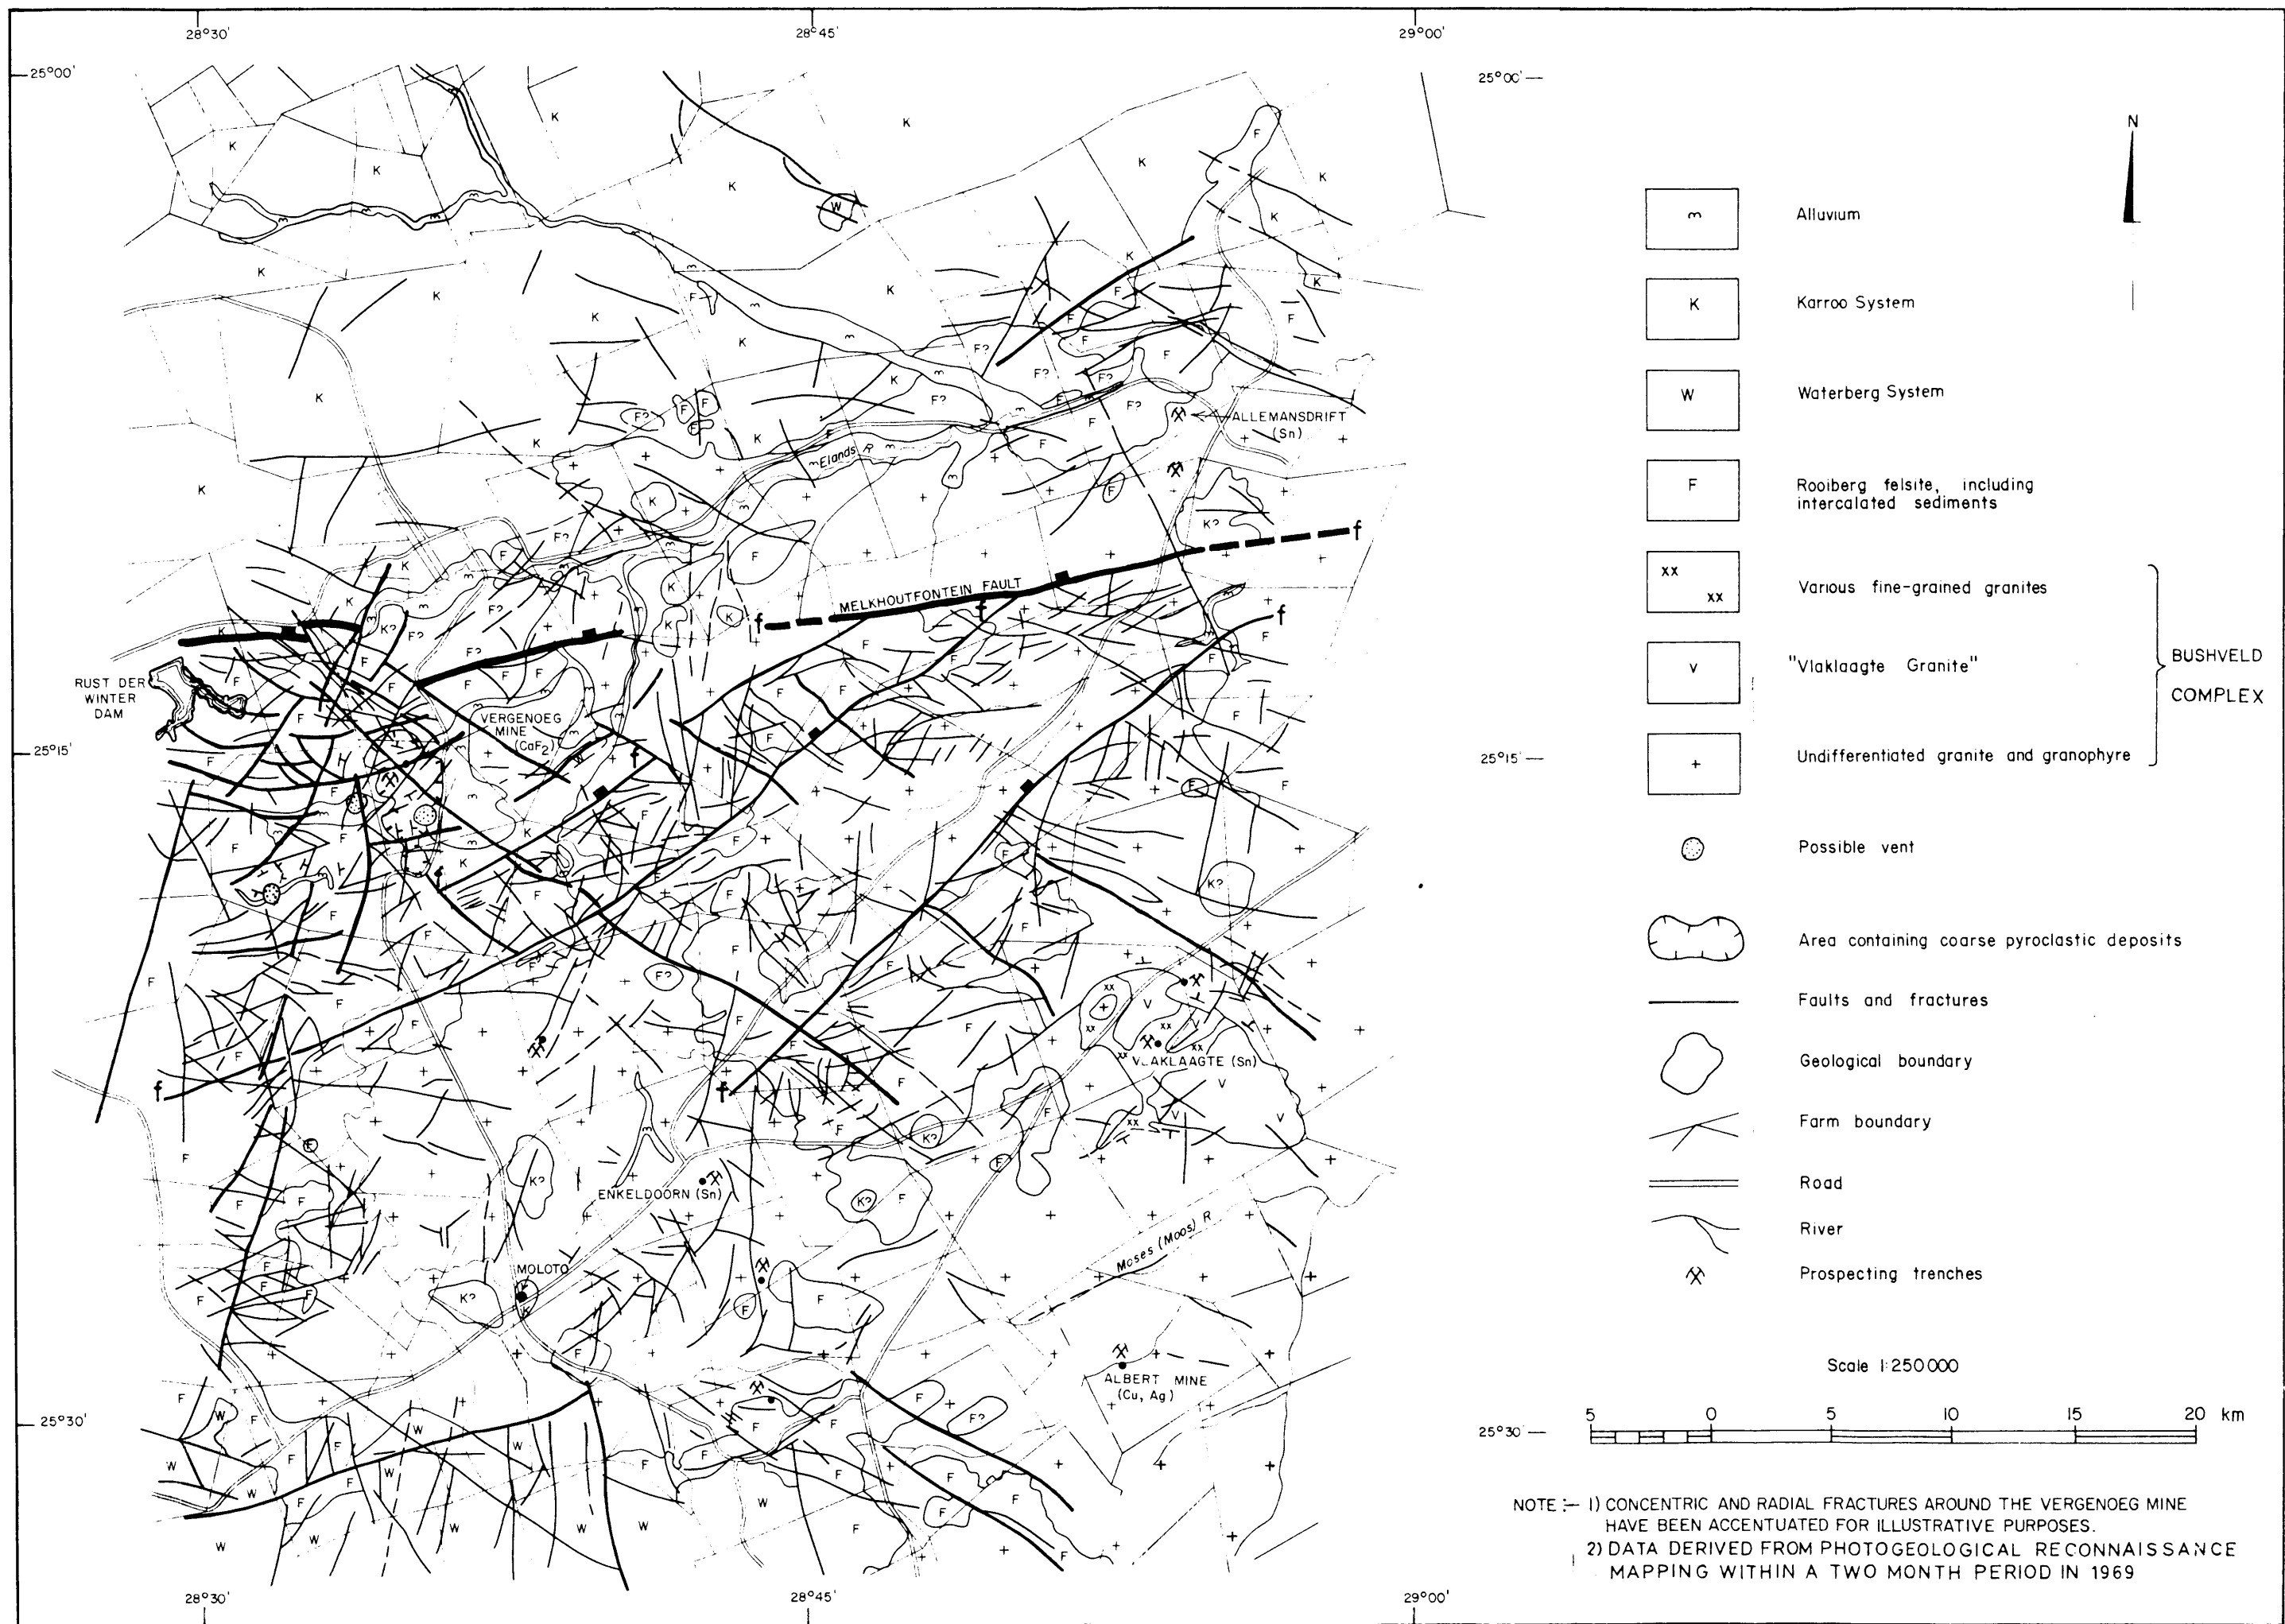 28°30'
28°45'
29°00'
25°00'
25°00'
N
ALLEMANSDRIFT
(Sn)
Elands R
MELKHOUTFONTEIN FAULT
RUST DER
WINTER
DAM
VERGENOEG
MINE
(CaF₂)
25°15'
25°15'
VLAKLAAGTE (Sn)
ENKELDOORN (Sn)
MOLOTO
Moses (Moos) R
ALBERT MINE
(Cu, Ag)
25°30'
25°30'
28°30'
28°45'
29°00'
m Alluvium
K Karroo System
W Waterberg System
F Rooiberg felsite, including
intercalated sediments
xx
xx Various fine-grained granites
v "Vlaklaagte Granite"
+ Undifferentiated granite and granophyre
BUSHVELD
COMPLEX
Possible vent
Area containing coarse pyroclastic deposits
Faults and fractures
Geological boundary
Farm boundary
Road
River
Prospecting trenches
Scale 1:250000
5 0 5 10 15 20 km
NOTE :— 1) CONCENTRIC AND RADIAL FRACTURES AROUND THE VERGENOEG MINE
HAVE BEEN ACCENTUATED FOR ILLUSTRATIVE PURPOSES.
2) DATA DERIVED FROM PHOTOGEOLOGICAL RECONNAISSANCE
MAPPING WITHIN A TWO MONTH PERIOD IN 1969